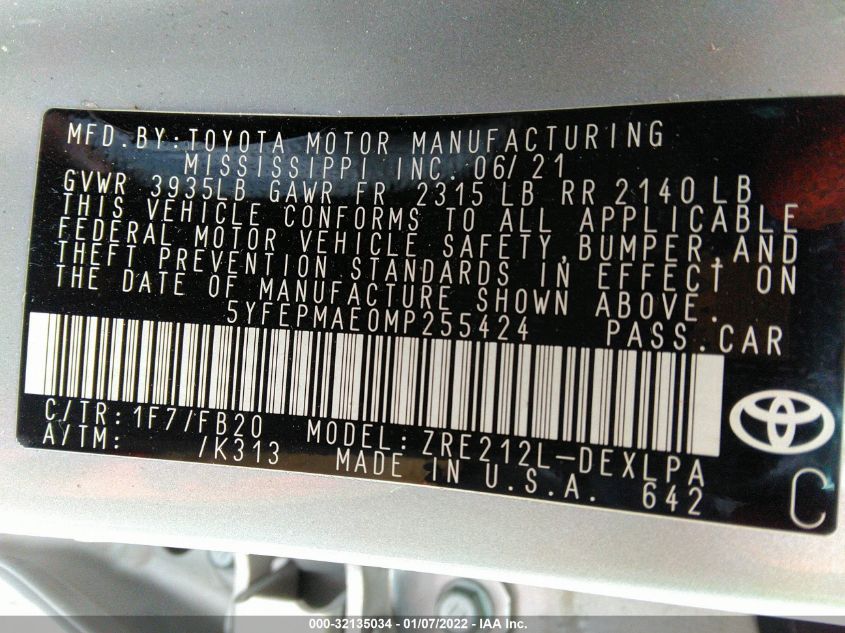 MFD.BY:TOYOTA MOTOR MANUFACTURING
MISSISSIPPI INC. 06/21
GVWR 3935LB GAWR FR 2315 LB RR 2140 LB
THIS VEHICLE CONFORMS TO ALL APPLICABLE
FEDERAL MOTOR VEHICLE SAFETY,BUMPER,AND
THEFT PREVENTION STANDARDS IN EFFECT ON
THE DATE OF MANUFACTURE SHOWN ABOVE.
5YFEPMAE0MP255424 PASS.CAR
C/TR: 1F7/FB20 MODEL: ZRE212L-DEXLPA
A/TM: /K313 MADE IN U.S.A. 642
C
000-32135034 - 01/07/2022 - IAA Inc.